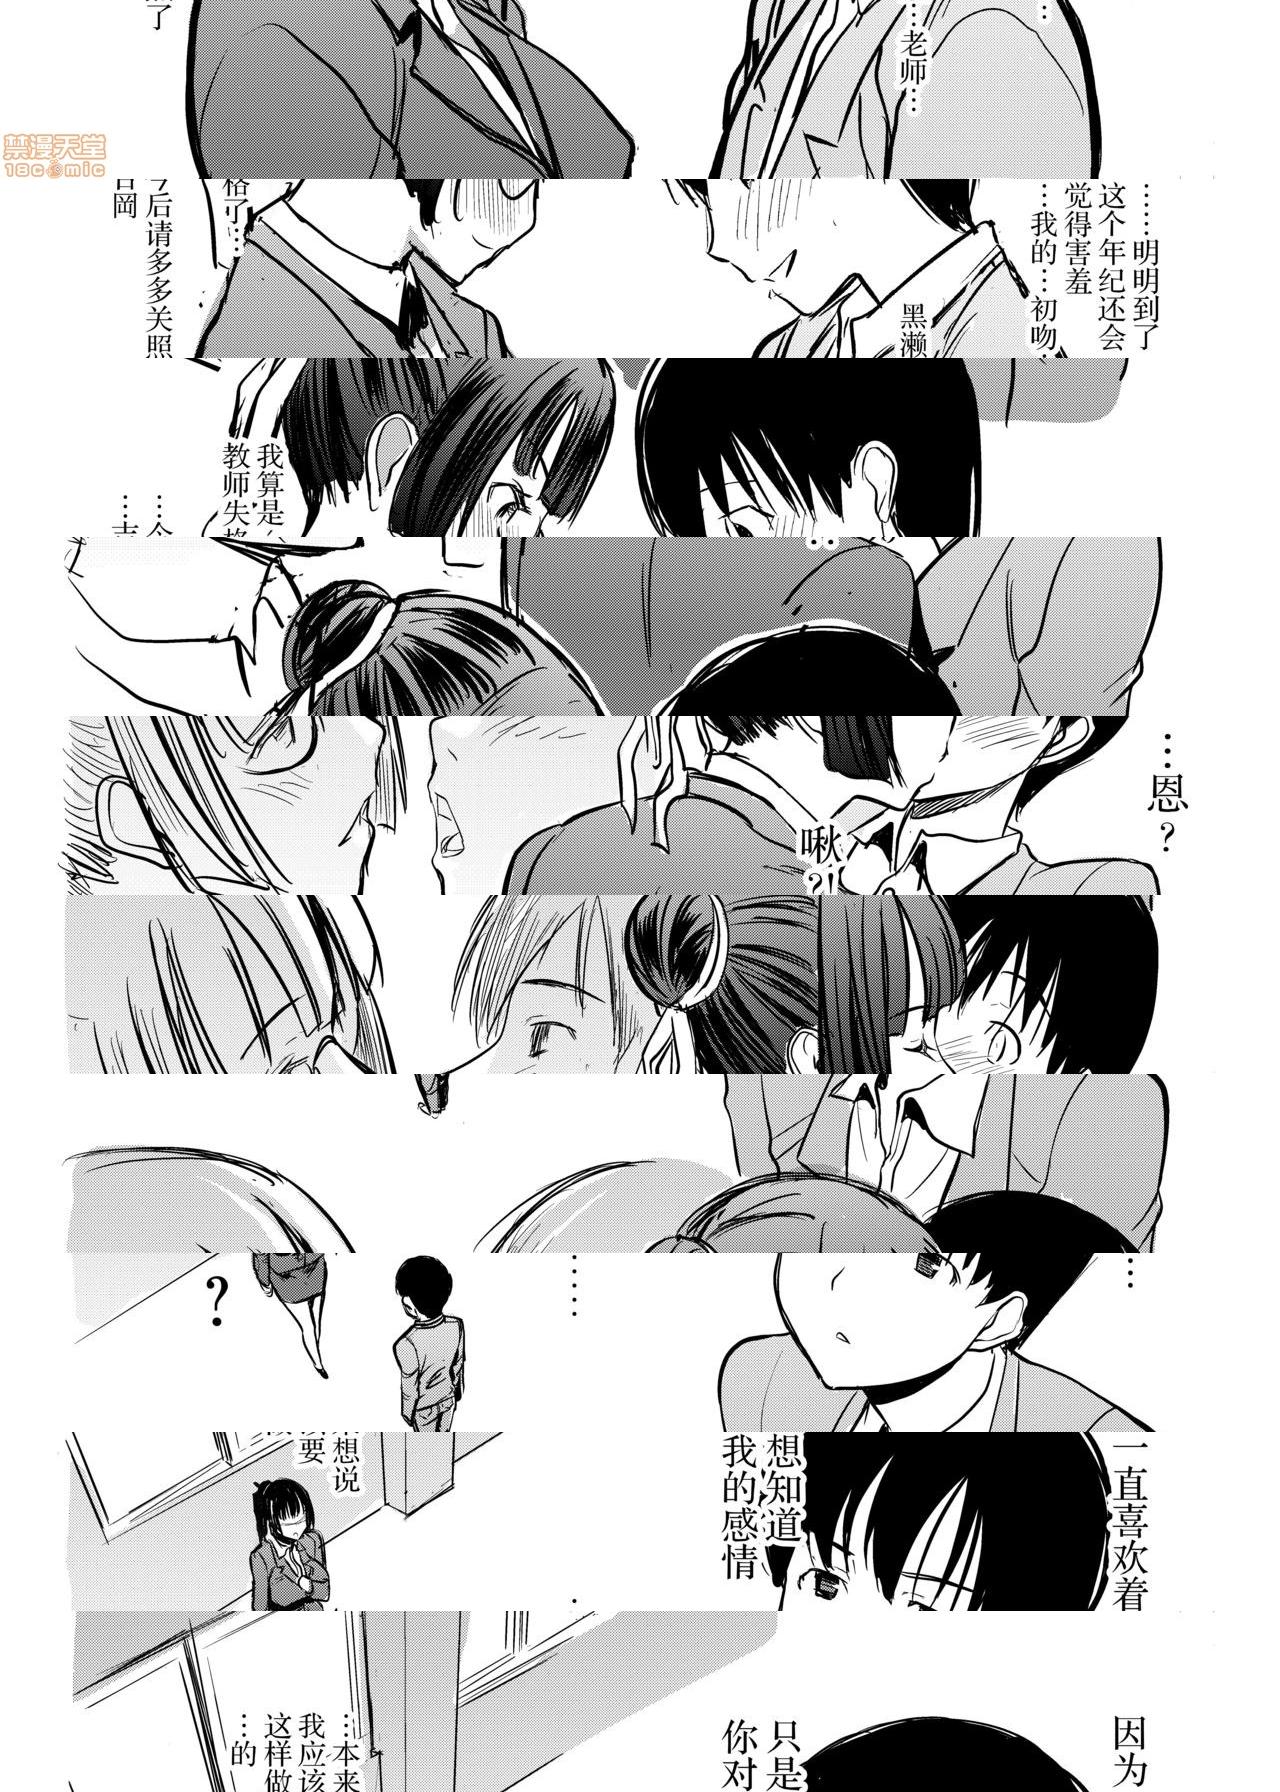 …老师…
了
……明明到了
这个年纪还会
觉得害羞
…我的…初吻…
黑濑
格了…
后请多多关照
冈
我算是
教师失
…
…
…恩?
啾?!
…
……
?
一直喜欢着
想知道
我的感情
想说
要
因为
只是
你对
…本来
我应该
这样做
…的
禁漫天堂
18comic